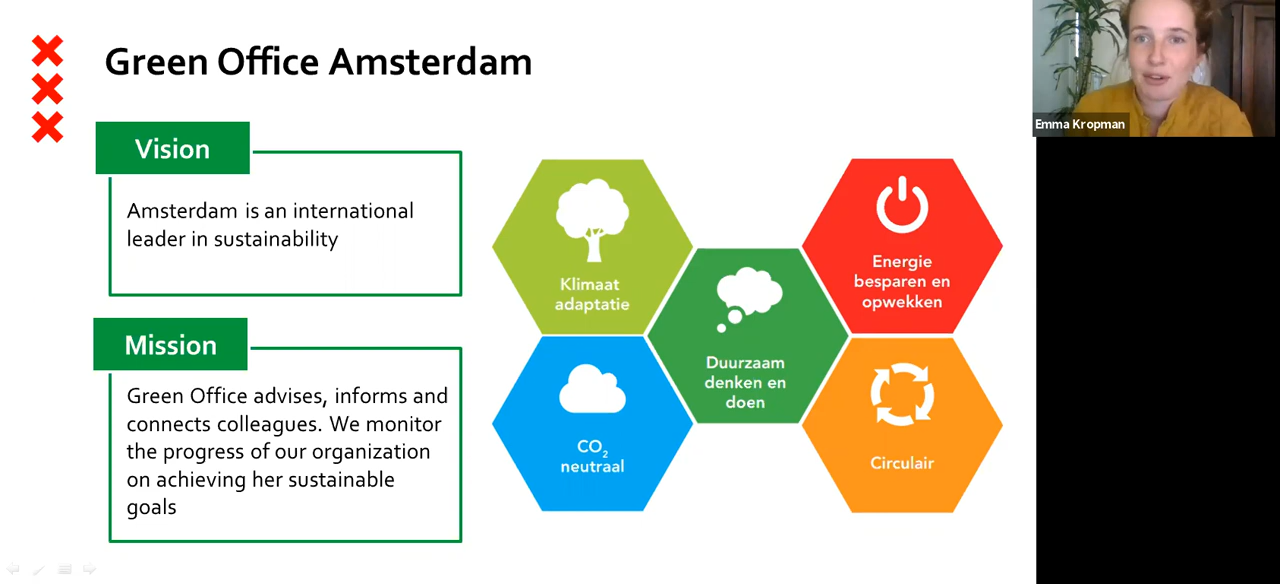 Green Office Amsterdam
Vision
Amsterdam is an international
leader in sustainability
Mission
Green Office advises, informs and
connects colleagues. We monitor
the progress of our organization
on achieving her sustainable
goals
Klimaat
adaptatie
Energie
besparen en
opwekken
Duurzaam
denken en
doen
CO₂
neutraal
Circulair
Emma Kropman